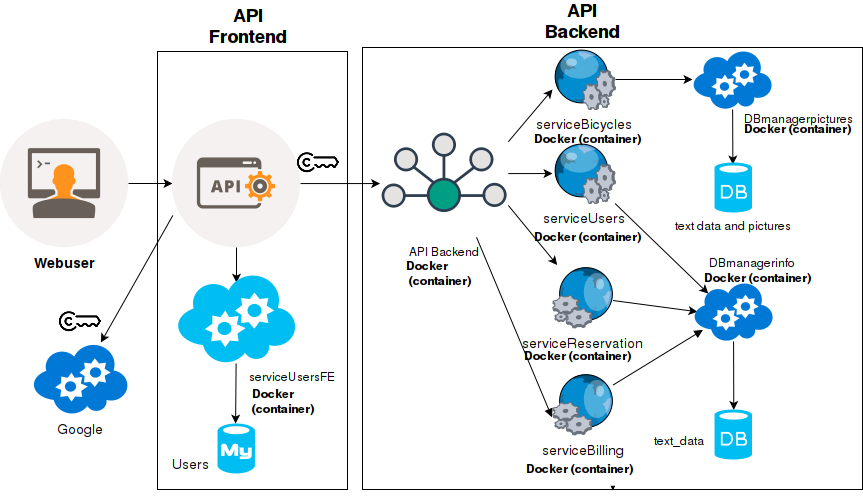 API
Frontend
API
Backend
>-
API
Webuser
Google
serviceUsersFE
Docker
(container)
My
Users
API Backend
Docker
(container)
serviceBicycles
Docker (container)
serviceUsers
Docker (container)
serviceReservation
Docker (container)
serviceBilling
Docker (container)
DBmanagerpictures
Docker (container)
DB
text data and pictures
DBmanagerinfo
Docker (container)
DB
text_data